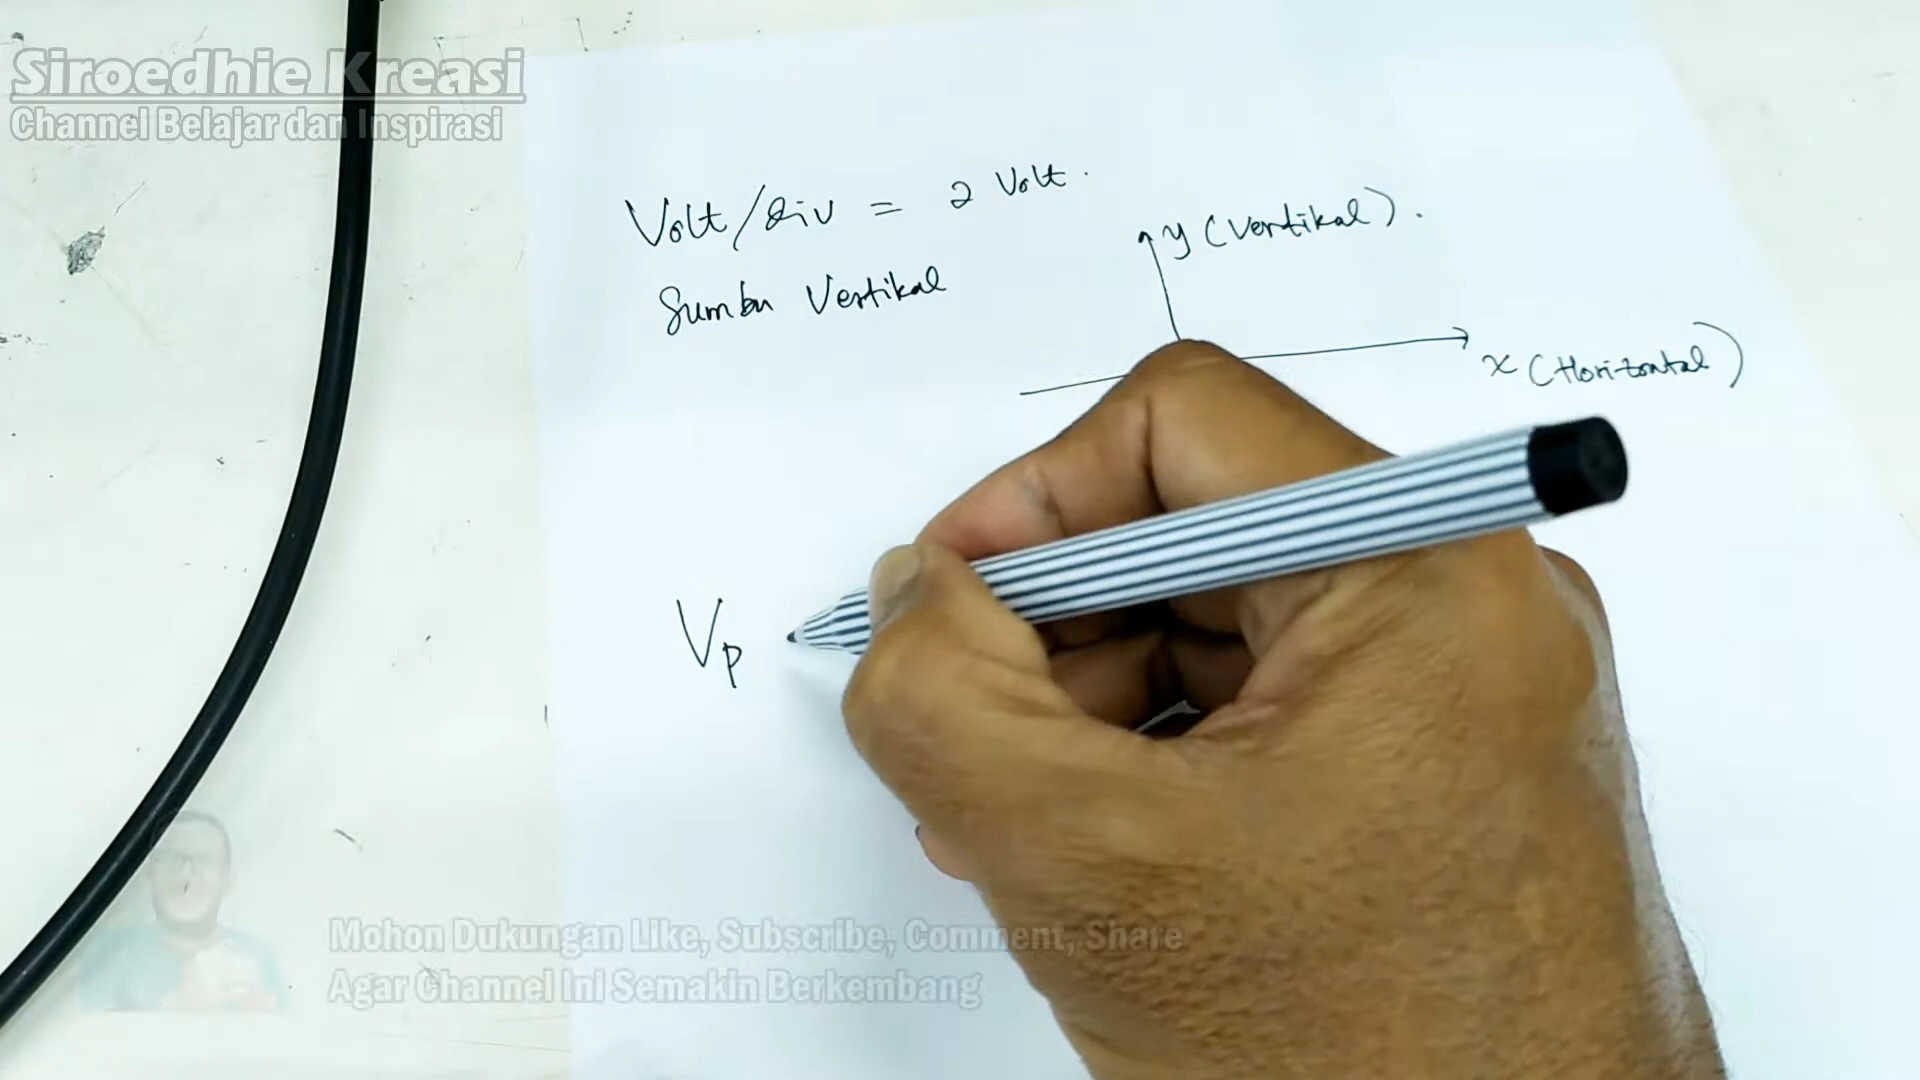 Siroedhie Kreasi
Channel Belajar dan Inspirasi
Volt/div = 2 Volt.
Sumbu Vertikal
y (Vertikal).
x (Horizontal)
Vp
Mohon Dukungan Like, Subscribe, Comment, Share
Agar Channel Ini Semakin Berkembang